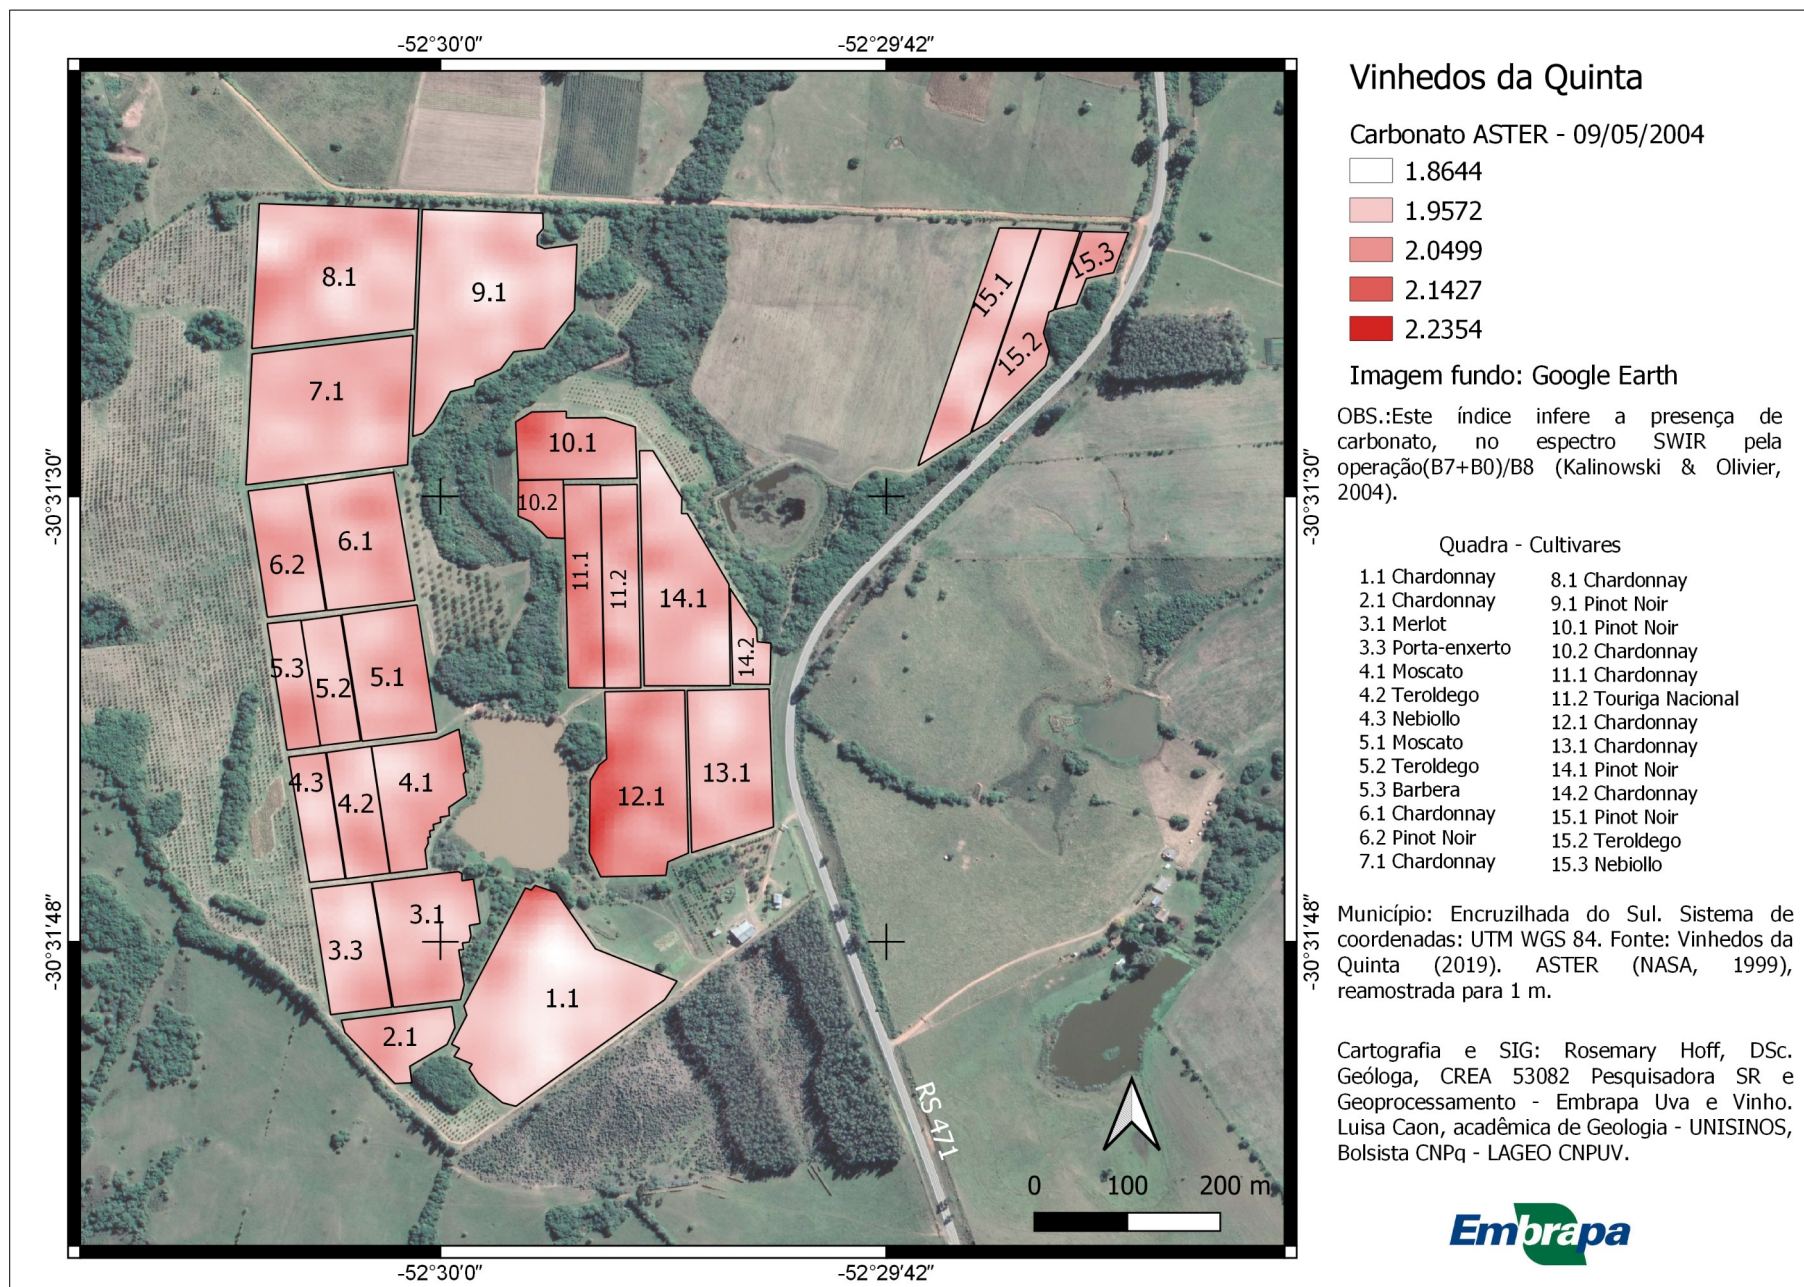 -52°30′0″
-52°29′42″
Vinhedos da Quinta
Carbonato ASTER - 09/05/2004
1.8644
1.9572
2.0499
2.1427
2.2354
Imagem fundo: Google Earth
OBS.:Este índice infere a presença de
carbonato, no espectro SWIR pela
operação(B7+B0)/B8 (Kalinowski & Olivier,
2004).
Quadra - Cultivares
1.1 Chardonnay
2.1 Chardonnay
3.1 Merlot
3.3 Porta-enxerto
4.1 Moscato
4.2 Teroldego
4.3 Nebiollo
5.1 Moscato
5.2 Teroldego
5.3 Barbera
6.1 Chardonnay
6.2 Pinot Noir
7.1 Chardonnay
8.1 Chardonnay
9.1 Pinot Noir
10.1 Pinot Noir
10.2 Chardonnay
11.1 Chardonnay
11.2 Touriga Nacional
12.1 Chardonnay
13.1 Chardonnay
14.1 Pinot Noir
14.2 Chardonnay
15.1 Pinot Noir
15.2 Teroldego
15.3 Nebiollo
Município: Encruzilhada do Sul. Sistema de
coordenadas: UTM WGS 84. Fonte: Vinhedos da
Quinta (2019). ASTER (NASA, 1999),
reamostrada para 1 m.
Cartografia e SIG: Rosemary Hoff, DSc.
Geóloga, CREA 53082 Pesquisadora SR e
Geoprocessamento - Embrapa Uva e Vinho.
Luisa Caon, acadêmica de Geologia - UNISINOS,
Bolsista CNPq - LAGEO CNPUV.
Embrapa
8.1
9.1
15.3
15.1
15.2
7.1
10.1
10.2
-30°31′30″
-30°31′30″
6.1
6.2
11.1
11.2
14.1
14.2
5.3
5.2
5.1
4.3
4.2
4.1
12.1
13.1
3.1
3.3
-30°31′48″
-30°31′48″
1.1
2.1
RS 471
0 100 200 m
-52°30′0″
-52°29′42″